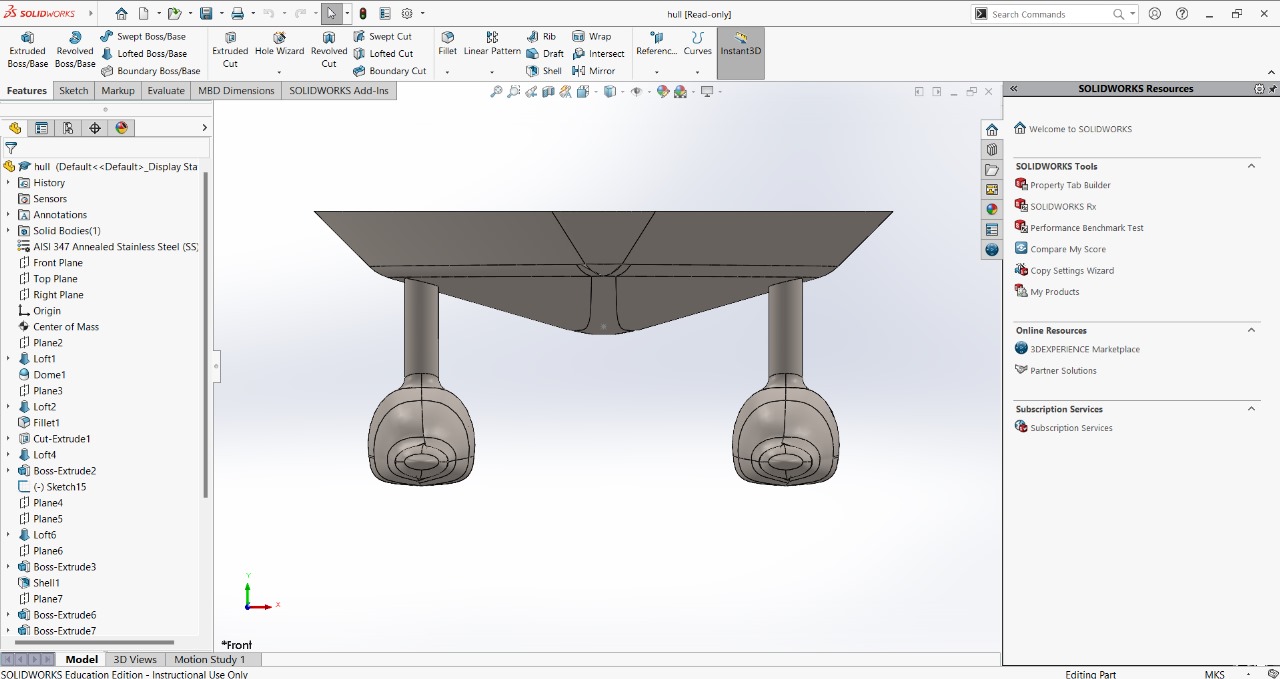 SOLIDWORKS
hull [Read-only]
Search Commands
Extruded Boss/Base
Revolved Boss/Base
Swept Boss/Base
Lofted Boss/Base
Boundary Boss/Base
Extruded Cut
Hole Wizard
Revolved Cut
Swept Cut
Lofted Cut
Boundary Cut
Fillet
Linear Pattern
Rib
Draft
Shell
Wrap
Intersect
Mirror
Referenc...
Curves
Instant3D
Features
Sketch
Markup
Evaluate
MBD Dimensions
SOLIDWORKS Add-Ins
hull (Default<<Default>_Display Sta
History
Sensors
Annotations
Solid Bodies(1)
AISI 347 Annealed Stainless Steel (SS)
Front Plane
Top Plane
Right Plane
Origin
Center of Mass
Plane2
Loft1
Dome1
Plane3
Loft2
Fillet1
Cut-Extrude1
Loft4
Boss-Extrude2
(-) Sketch15
Plane4
Plane5
Loft6
Plane6
Boss-Extrude3
Shell1
Plane7
Boss-Extrude6
Boss-Extrude7
Y
X
*Front
SOLIDWORKS Resources
Welcome to SOLIDWORKS
SOLIDWORKS Tools
Property Tab Builder
SOLIDWORKS Rx
Performance Benchmark Test
Compare My Score
Copy Settings Wizard
My Products
Online Resources
3DEXPERIENCE Marketplace
Partner Solutions
Subscription Services
Subscription Services
Model
3D Views
Motion Study 1
SOLIDWORKS Education Edition - Instructional Use Only
Editing Part
MKS